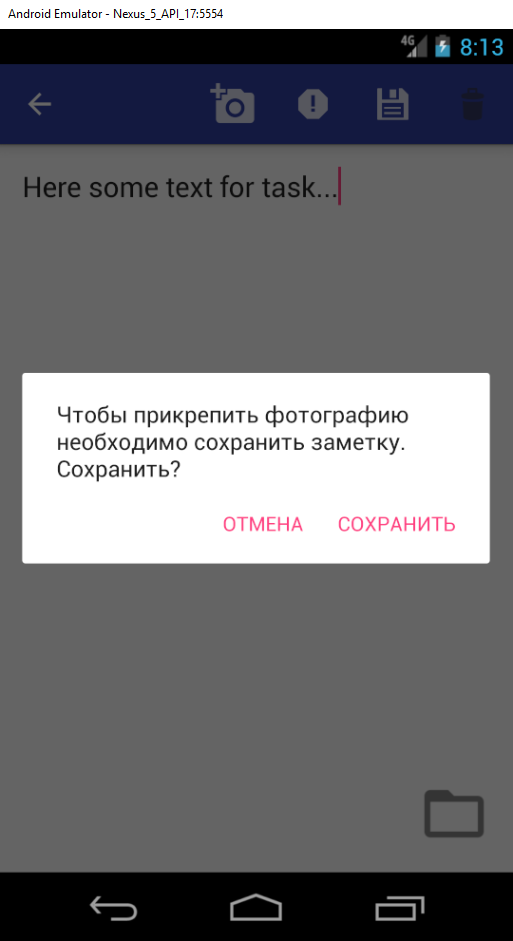 Android Emulator - Nexus_5_API_17:5554
4G 8:13
Here some text for task...
Чтобы прикрепить фотографию
необходимо сохранить заметку.
Сохранить?
ОТМЕНА СОХРАНИТЬ